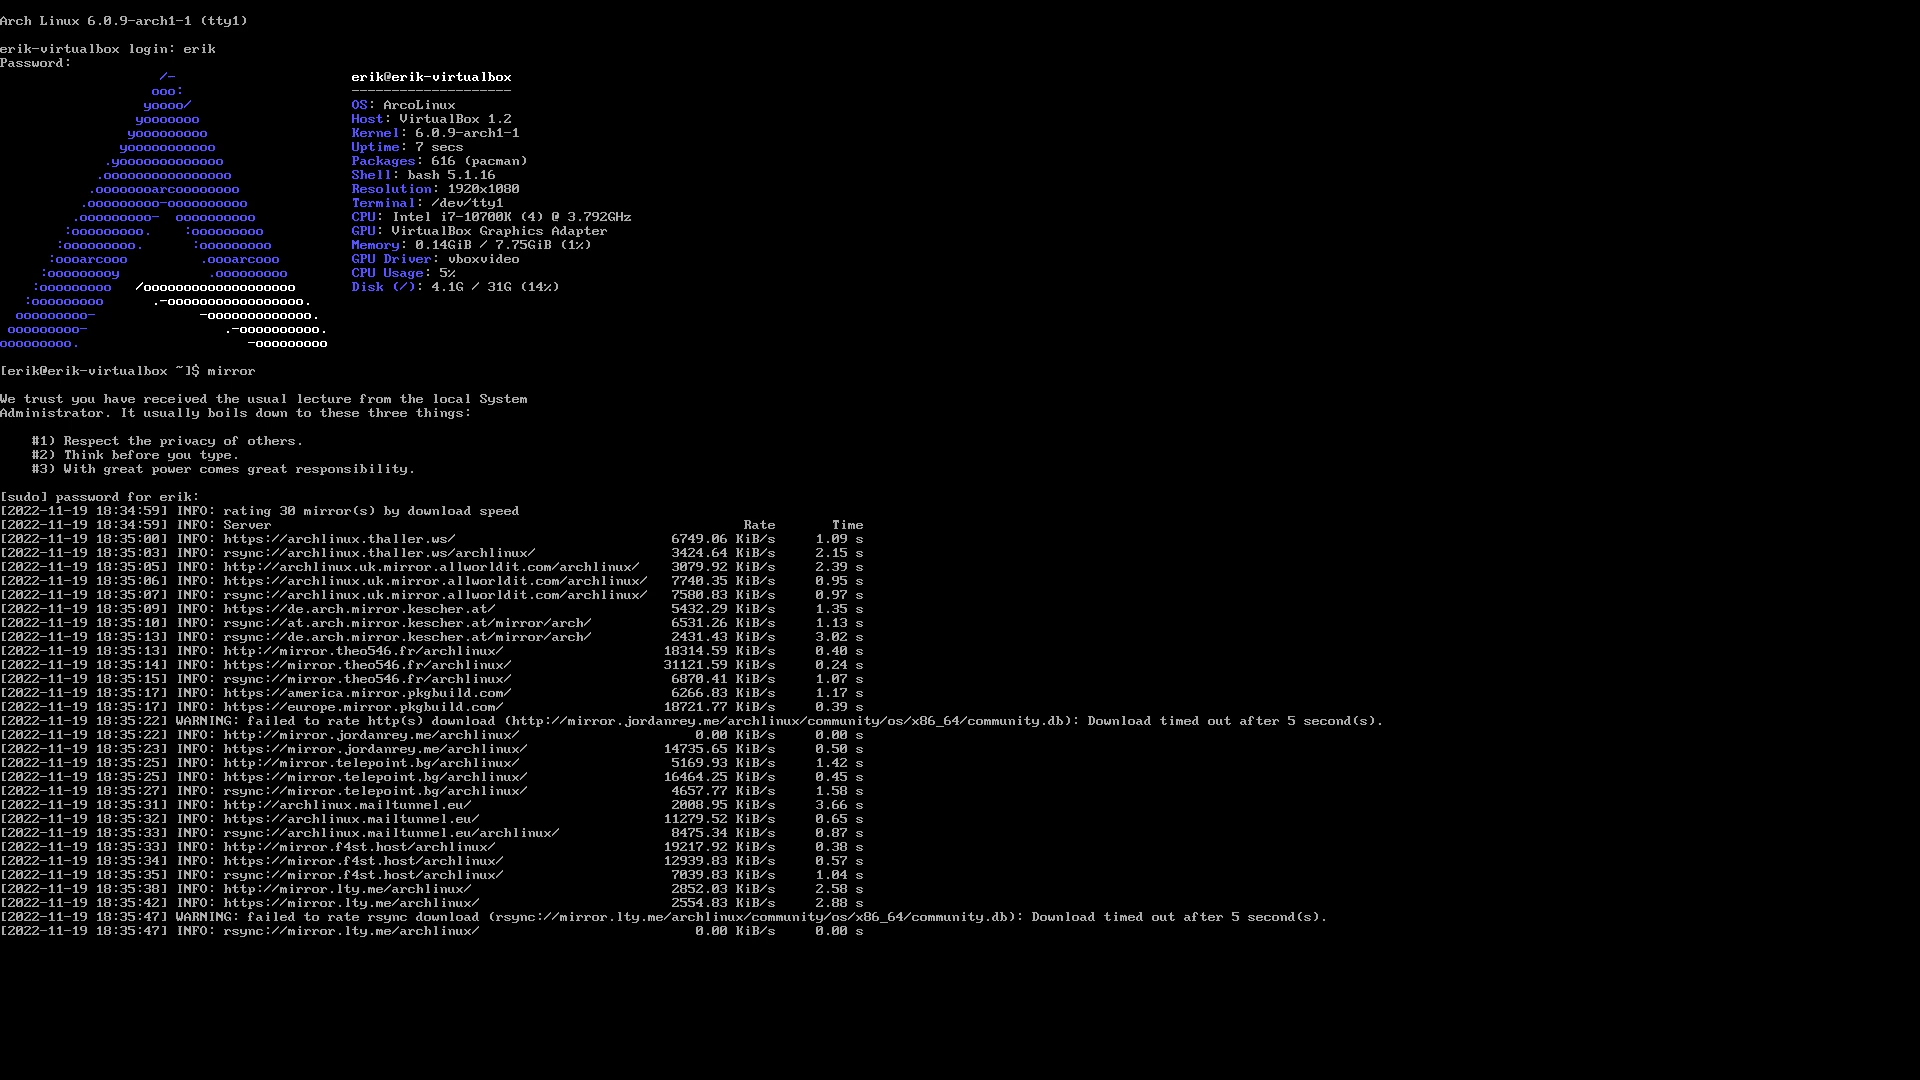 Arch Linux 6.0.9-arch1-1 (tty1)
erik-virtualbox login: erik
Password:
/-
ooo: erik@erik-virtualbox
--------------------
yoooo/ OS: ArcoLinux
yooooooo Host: VirtualBox 1.2
yooooooooo Kernel: 6.0.9-arch1-1
yooooooooooo Uptime: 7 secs
.yooooooooooooo Packages: 616 (pacman)
.oooooooooooooooo Shell: bash 5.1.16
.oooooooarcoooooooo Resolution: 1920x1080
.ooooooooo-oooooooooo Terminal: /dev/tty1
.ooooooooo-  oooooooooo CPU: Intel i7-10700K (4) @ 3.792GHz
:ooooooooo.    :ooooooooo GPU: VirtualBox Graphics Adapter
:ooooooooo.      :ooooooooo Memory: 0.14GiB / 7.75GiB (1%)
:oooarcooo         .oooarcooo GPU Driver: vboxvideo
:ooooooooy           .ooooooooo CPU Usage: 5%
:ooooooooo   /ooooooooooooooooooo Disk (/): 4.1G / 31G (14%)
:ooooooooo      .-ooooooooooooooooo.
ooooooooo-             -ooooooooooooo.
ooooooooo-                 .-oooooooooo.
ooooooooo.                     -ooooooooo
[erik@erik-virtualbox ~]$ mirror
We trust you have received the usual lecture from the local System
Administrator. It usually boils down to these three things:
#1) Respect the privacy of others.
#2) Think before you type.
#3) With great power comes great responsibility.
[sudo] password for erik:
[2022-11-19 18:34:59] INFO: rating 30 mirror(s) by download speed
[2022-11-19 18:34:59] INFO: Server Rate Time
[2022-11-19 18:35:00] INFO: https://archlinux.thaller.ws/ 6749.06 KiB/s 1.09 s
[2022-11-19 18:35:03] INFO: rsync://archlinux.thaller.ws/archlinux/ 3424.64 KiB/s 2.15 s
[2022-11-19 18:35:05] INFO: http://archlinux.uk.mirror.allworldit.com/archlinux/ 3079.92 KiB/s 2.39 s
[2022-11-19 18:35:06] INFO: https://archlinux.uk.mirror.allworldit.com/archlinux/ 7740.35 KiB/s 0.95 s
[2022-11-19 18:35:07] INFO: rsync://archlinux.uk.mirror.allworldit.com/archlinux/ 7580.83 KiB/s 0.97 s
[2022-11-19 18:35:09] INFO: https://de.arch.mirror.kescher.at/ 5432.29 KiB/s 1.35 s
[2022-11-19 18:35:10] INFO: rsync://at.arch.mirror.kescher.at/mirror/arch/ 6531.26 KiB/s 1.13 s
[2022-11-19 18:35:13] INFO: rsync://de.arch.mirror.kescher.at/mirror/arch/ 2431.43 KiB/s 3.02 s
[2022-11-19 18:35:13] INFO: http://mirror.theo546.fr/archlinux/ 18314.59 KiB/s 0.40 s
[2022-11-19 18:35:14] INFO: https://mirror.theo546.fr/archlinux/ 31121.59 KiB/s 0.24 s
[2022-11-19 18:35:15] INFO: rsync://mirror.theo546.fr/archlinux/ 6870.41 KiB/s 1.07 s
[2022-11-19 18:35:17] INFO: https://america.mirror.pkgbuild.com/ 6266.83 KiB/s 1.17 s
[2022-11-19 18:35:17] INFO: https://europe.mirror.pkgbuild.com/ 18721.77 KiB/s 0.39 s
[2022-11-19 18:35:22] WARNING: failed to rate http(s) download (http://mirror.jordanrey.me/archlinux/community/os/x86_64/community.db): Download timed out after 5 second(s).
[2022-11-19 18:35:22] INFO: http://mirror.jordanrey.me/archlinux/ 0.00 KiB/s 0.00 s
[2022-11-19 18:35:23] INFO: https://mirror.jordanrey.me/archlinux/ 14735.65 KiB/s 0.50 s
[2022-11-19 18:35:25] INFO: http://mirror.telepoint.bg/archlinux/ 5169.93 KiB/s 1.42 s
[2022-11-19 18:35:25] INFO: https://mirror.telepoint.bg/archlinux/ 16464.25 KiB/s 0.45 s
[2022-11-19 18:35:27] INFO: rsync://mirror.telepoint.bg/archlinux/ 4657.77 KiB/s 1.58 s
[2022-11-19 18:35:31] INFO: http://archlinux.mailtunnel.eu/ 2008.95 KiB/s 3.66 s
[2022-11-19 18:35:32] INFO: https://archlinux.mailtunnel.eu/ 11279.52 KiB/s 0.65 s
[2022-11-19 18:35:33] INFO: rsync://archlinux.mailtunnel.eu/archlinux/ 8475.34 KiB/s 0.87 s
[2022-11-19 18:35:33] INFO: http://mirror.f4st.host/archlinux/ 19217.92 KiB/s 0.38 s
[2022-11-19 18:35:34] INFO: https://mirror.f4st.host/archlinux/ 12939.83 KiB/s 0.57 s
[2022-11-19 18:35:35] INFO: rsync://mirror.f4st.host/archlinux/ 7039.83 KiB/s 1.04 s
[2022-11-19 18:35:38] INFO: http://mirror.lty.me/archlinux/ 2852.03 KiB/s 2.58 s
[2022-11-19 18:35:42] INFO: https://mirror.lty.me/archlinux/ 2554.83 KiB/s 2.88 s
[2022-11-19 18:35:47] WARNING: failed to rate rsync download (rsync://mirror.lty.me/archlinux/community/os/x86_64/community.db): Download timed out after 5 second(s).
[2022-11-19 18:35:47] INFO: rsync://mirror.lty.me/archlinux/ 0.00 KiB/s 0.00 s